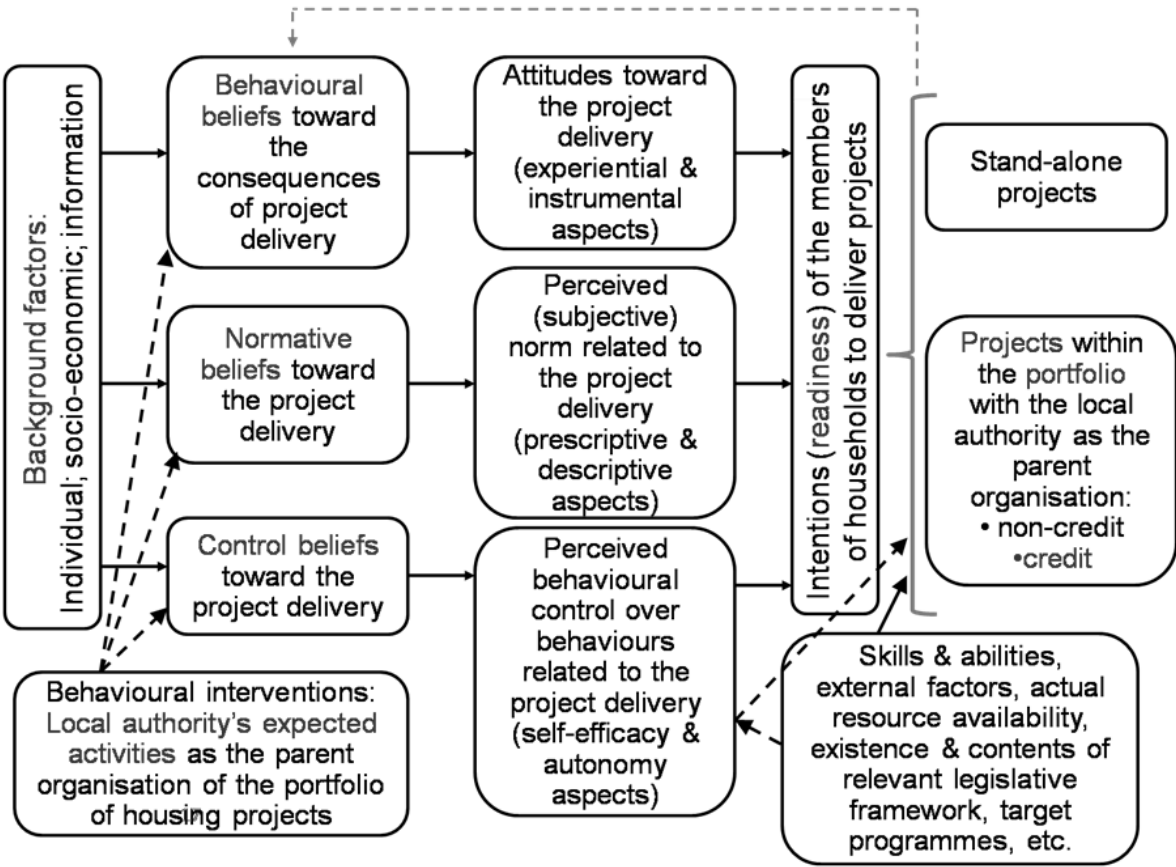 Background factors:
Individual; socio-economic; information
Behavioural
beliefs toward
the
consequences
of project
delivery
Attitudes toward
the project
delivery
(experiential &
instrumental
aspects)
Normative
beliefs toward
the project
delivery
Perceived
(subjective)
norm related to
the project
delivery
(prescriptive &
descriptive
aspects)
Control beliefs
toward the
project delivery
Perceived
behavioural
control over
behaviours
related to the
project delivery
(self-efficacy &
autonomy
aspects)
Intentions (readiness) of the members
of households to deliver projects
Stand-alone
projects
Projects within
the portfolio
with the local
authority as the
parent
organisation:
• non-credit
•credit
Behavioural interventions:
Local authority's expected
activities as the parent
organisation of the portfolio
of housing projects
Skills & abilities,
external factors, actual
resource availability,
existence & contents of
relevant legislative
framework, target
programmes, etc.